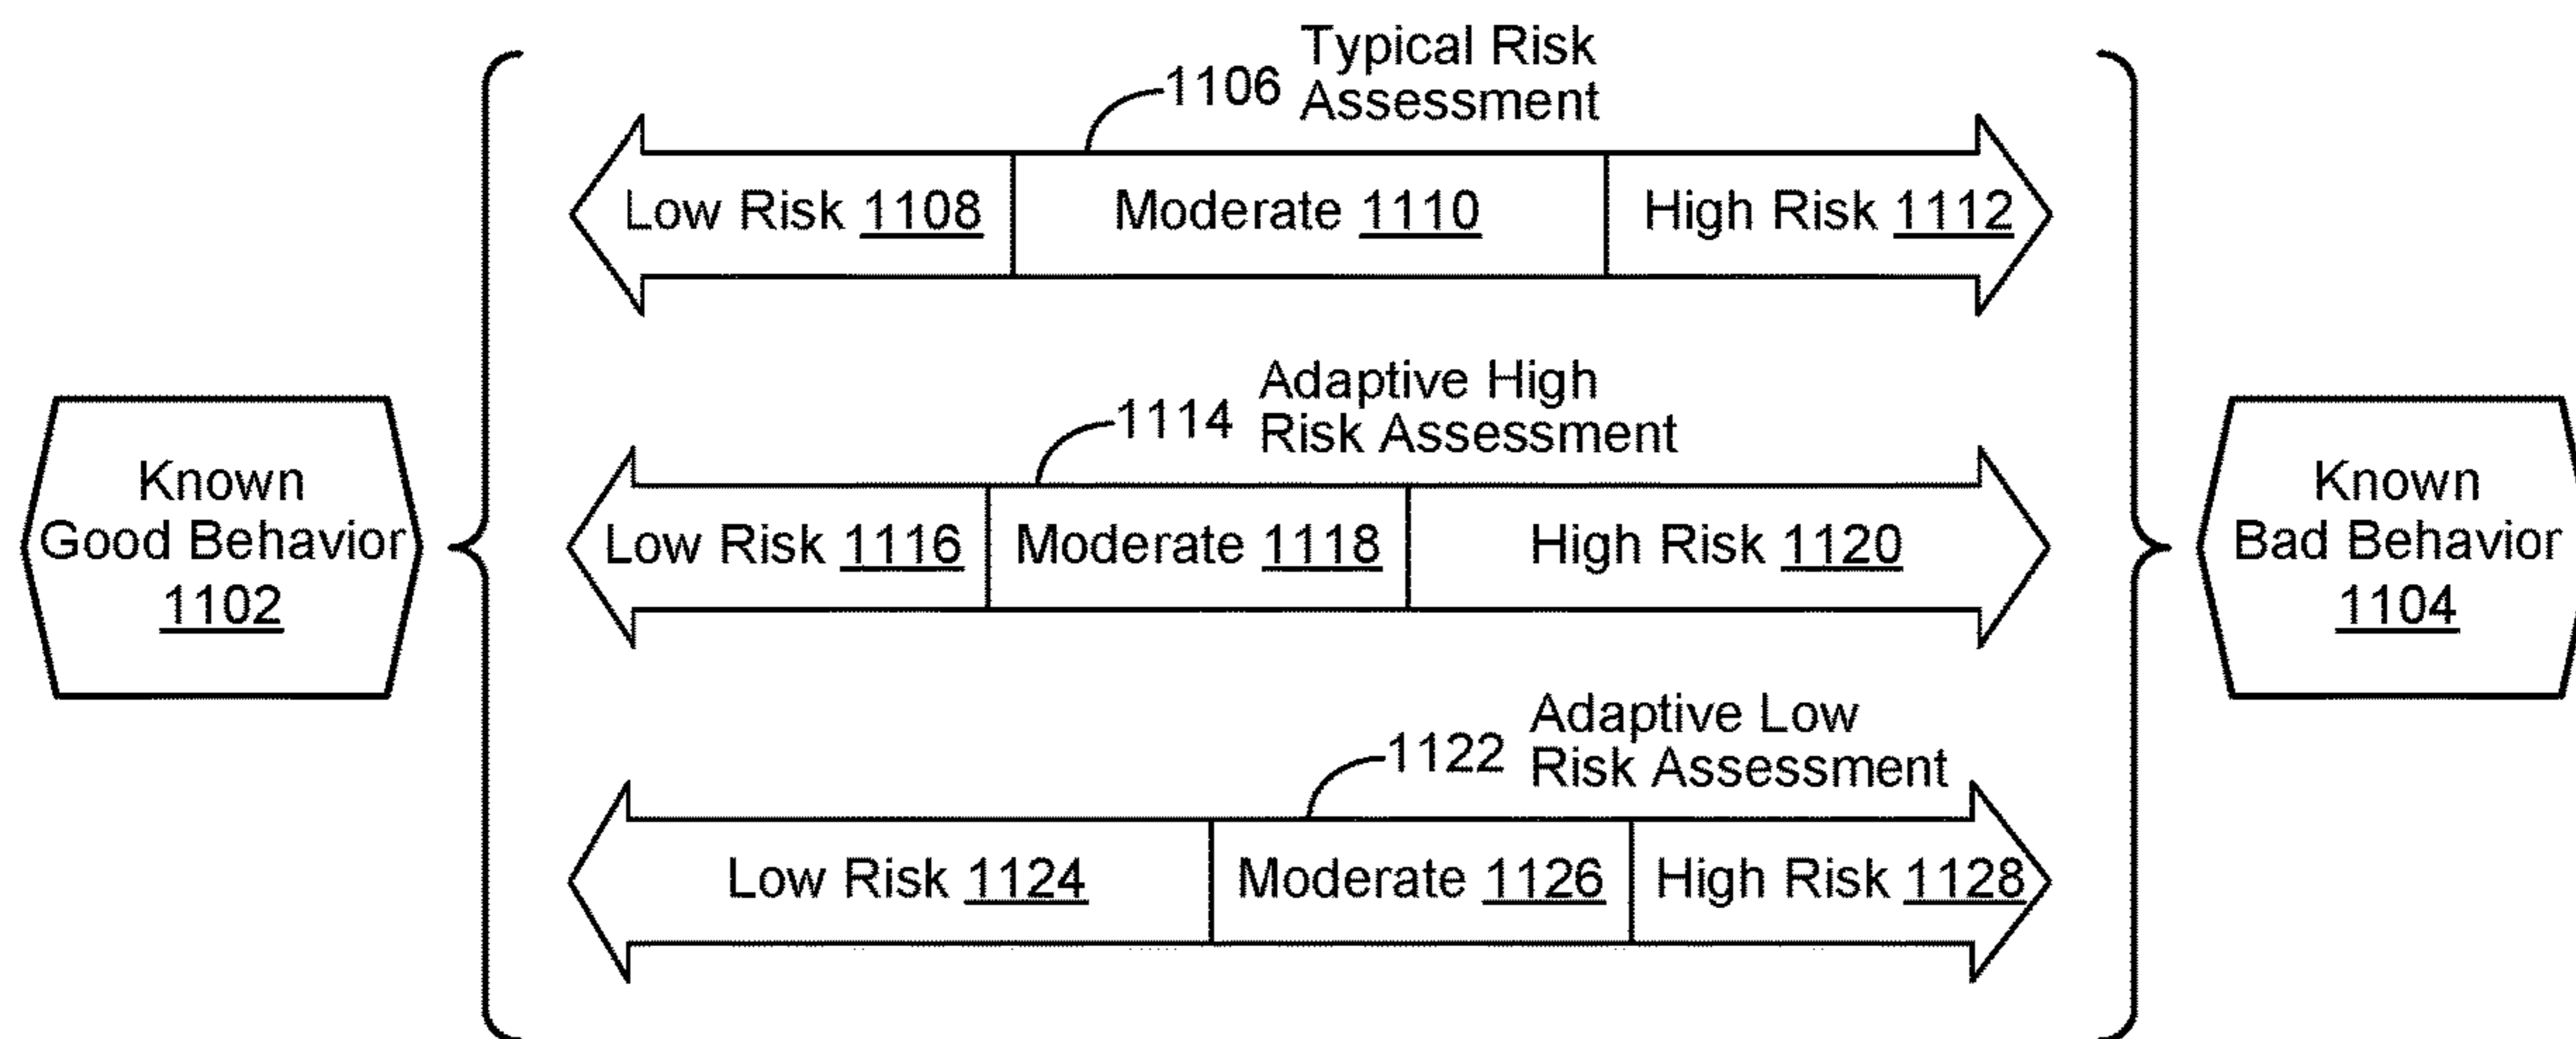 Typical Risk
1106 Assessment
Low Risk 1108 Moderate 1110 High Risk 1112
Adaptive High
1114 Risk Assessment
Known
Good Behavior
1102
Low Risk 1116 Moderate 1118 High Risk 1120
Known
Bad Behavior
1104
Adaptive Low
1122 Risk Assessment
Low Risk 1124 Moderate 1126 High Risk 1128